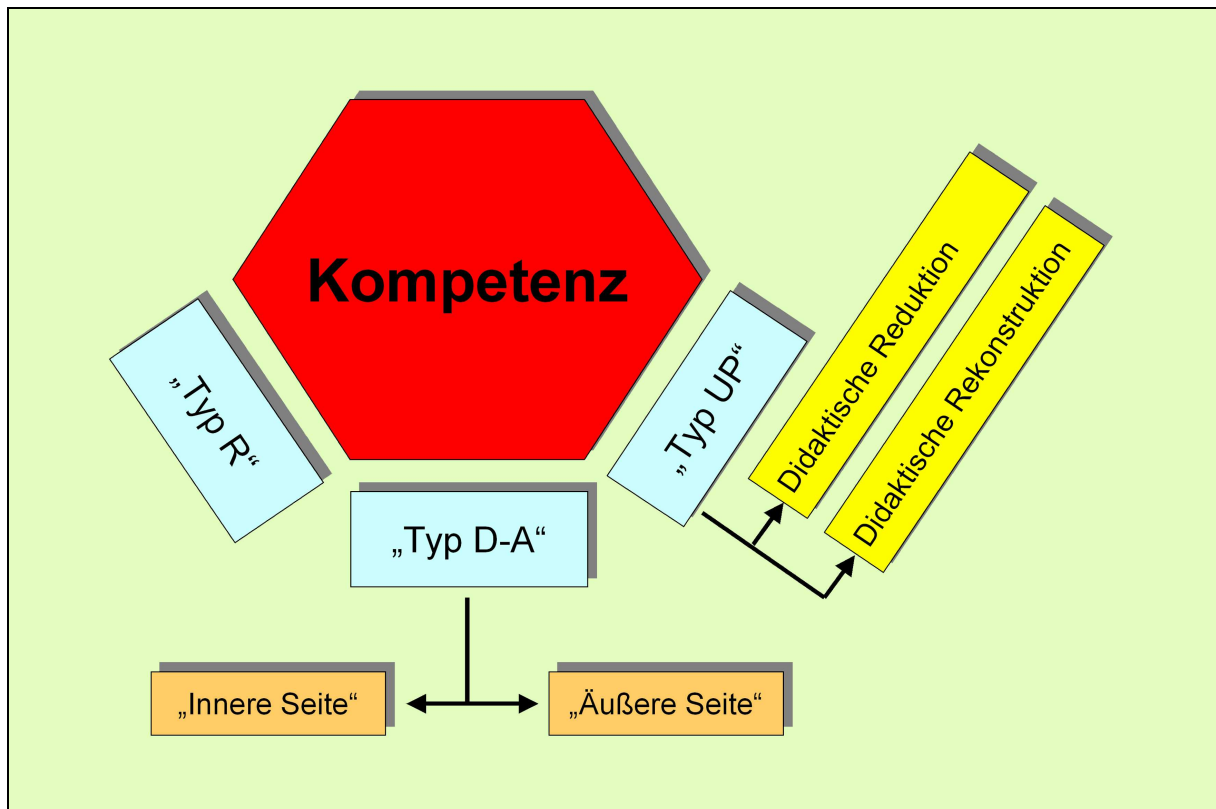 Kompetenz
„Typ R“
„Typ D-A“
„Typ UP“
Didaktische Reduktion
Didaktische Rekonstruktion
„Innere Seite“
„Äußere Seite“